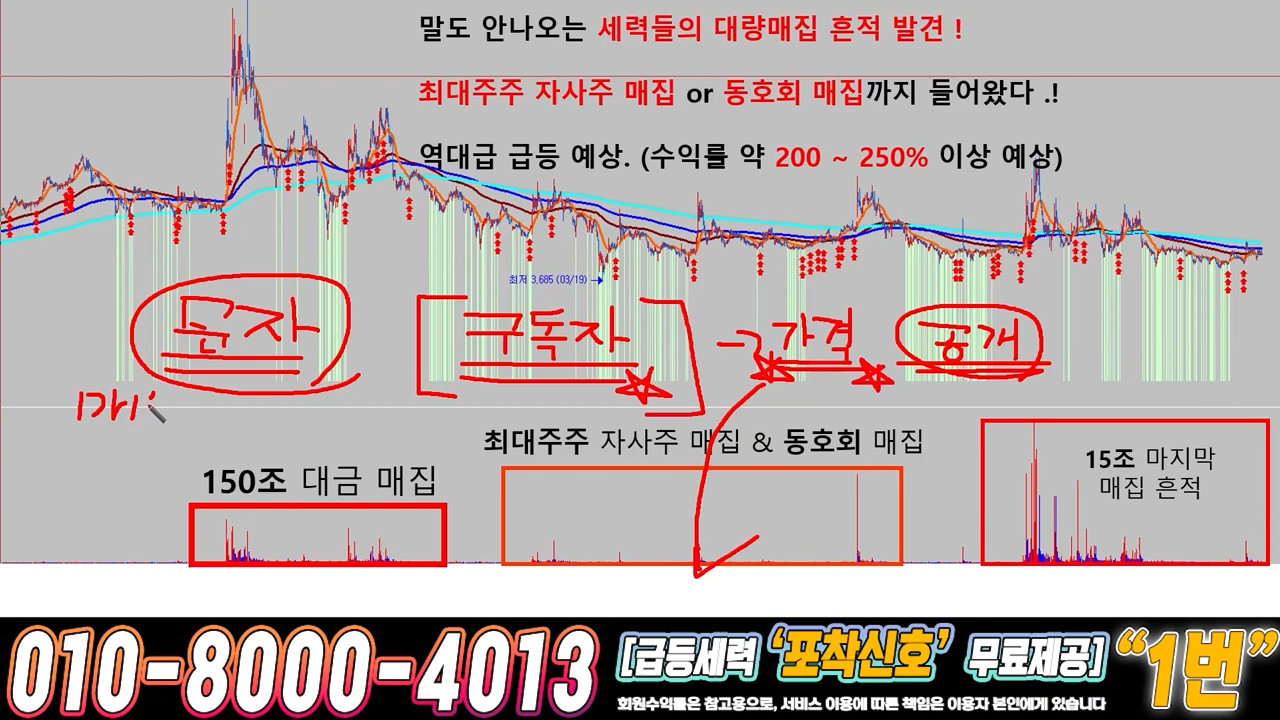 말도 안나오는 세력들의 대량매집 흔적 발견 !
최대주주 자사주 매집 or 동호회 매집까지 들어왔다 .!
역대급 급등 예상. (수익률 약 200 ~ 250% 이상 예상)
최저 3,685 (03/19)
문자
구독자
가격
공개
최대주주 자사주 매집 & 동호회 매집
150조 대금 매집
15조 마지막
매집 흔적
010-8000-4013
[급등세력 '포착신호' 무료제공] "1번"
회원수익률은 참고용으로, 서비스 이용에 따른 책임은 이용자 본인에게 있습니다